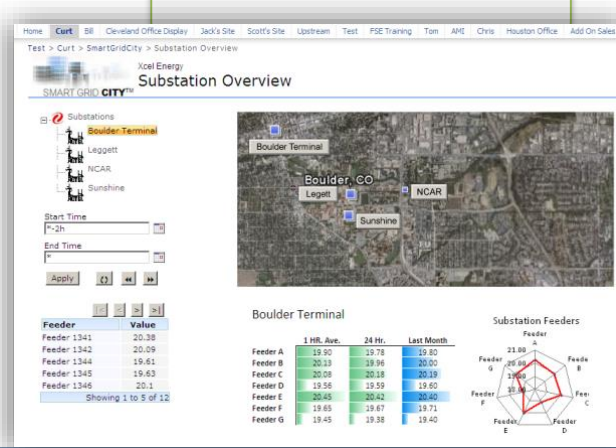 Home Curt Bill Cleveland Office Display Jack's Site Scott's Site Upstream Test FSE Training Tom AMI Chris Houston Office Add On Sales
Test > Curt > SmartGridCity > Substation Overview
Xcel Energy
SMART GRID CITY™ Substation Overview
Substations
Boulder Terminal
Leggett
NCAR
Sunshine
Start Time
*-2h
End Time
*
Apply
Feeder Value
Feeder 1341 20.38
Feeder 1342 20.09
Feeder 1344 19.61
Feeder 1345 19.63
Feeder 1346 20.1
Showing 1 to 5 of 12
Boulder Terminal
Boulder, CO
Legett
NCAR
Sunshine
Boulder Terminal
1 HR. Ave. 24 Hr. Last Month
Feeder A 19.90 19.78 19.80
Feeder B 20.13 19.96 20.00
Feeder C 20.08 20.18 20.19
Feeder D 19.56 19.59 19.60
Feeder E 20.45 20.42 20.40
Feeder F 19.65 19.67 19.71
Feeder G 19.45 19.38 19.40
Substation Feeders
Feeder A
21.00
20.00
Feeder G
Feeder F
Feeder E
Feeder D
B
C